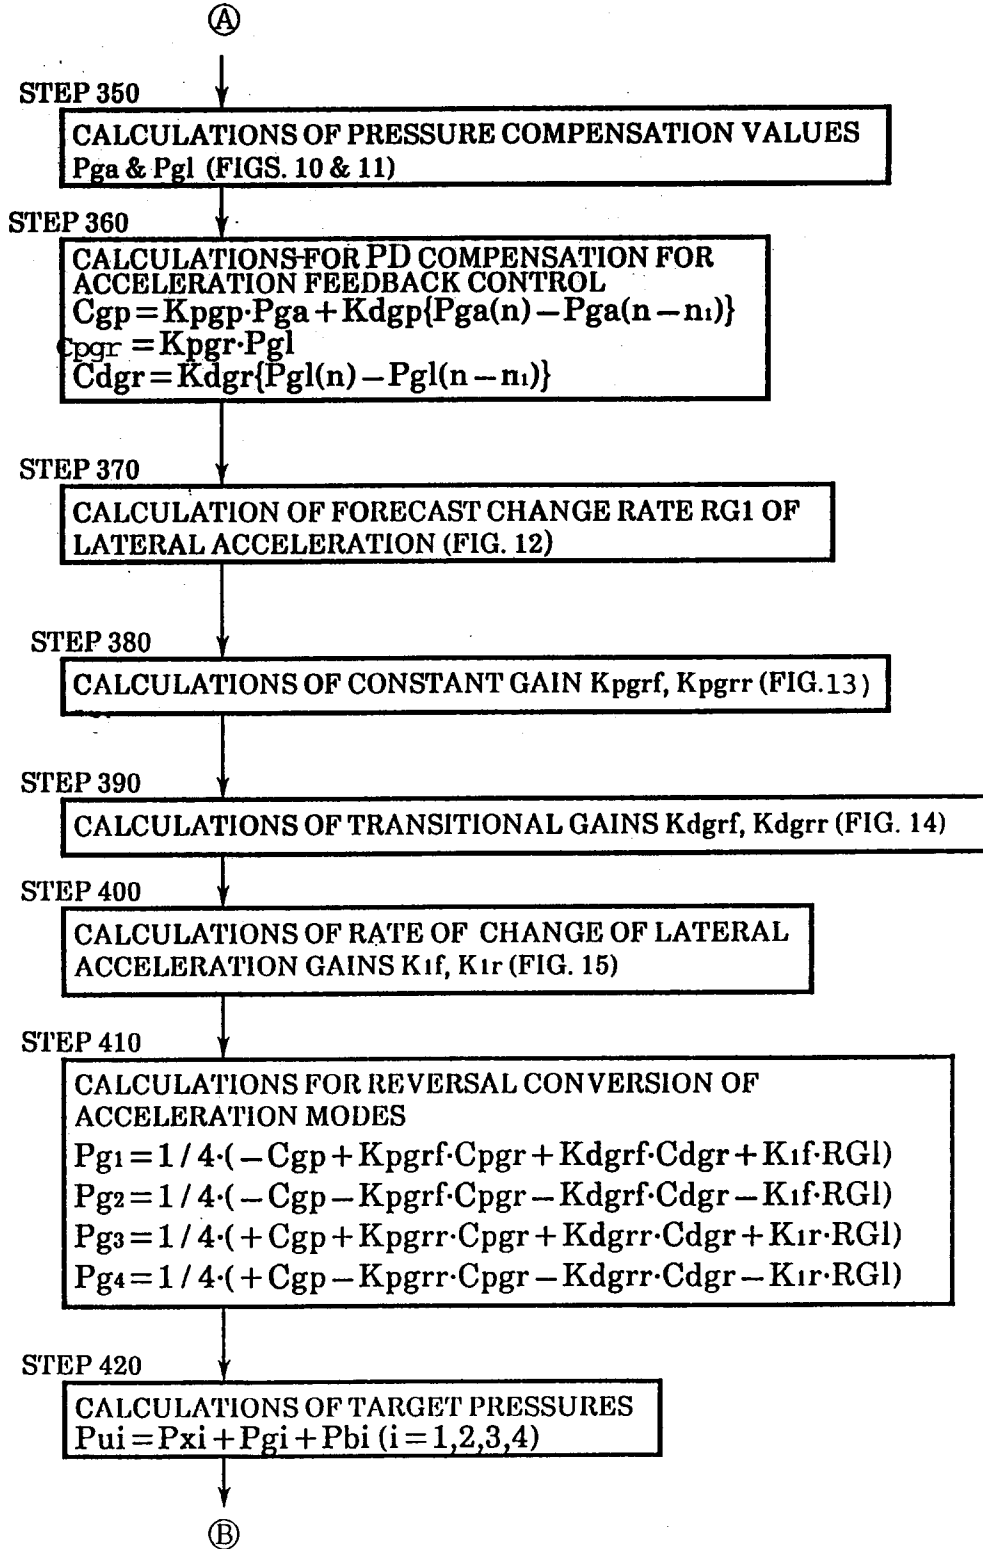 Ⓐ
STEP 350
CALCULATIONS OF PRESSURE COMPENSATION VALUES
Pga & Pgl (FIGS. 10 & 11)
STEP 360
CALCULATIONS FOR PD COMPENSATION FOR
ACCELERATION FEEDBACK CONTROL
Cgp = Kpgp·Pga + Kdgp{Pga(n) − Pga(n − n₁)}
Cpgr = Kpgr·Pgl
Cdgr = Kdgr{Pgl(n) − Pgl(n − n₁)}
STEP 370
CALCULATION OF FORECAST CHANGE RATE RG1 OF
LATERAL ACCELERATION (FIG. 12)
STEP 380
CALCULATIONS OF CONSTANT GAIN Kpgrf, Kpgrr (FIG.13)
STEP 390
CALCULATIONS OF TRANSITIONAL GAINS Kdgrf, Kdgrr (FIG. 14)
STEP 400
CALCULATIONS OF RATE OF CHANGE OF LATERAL
ACCELERATION GAINS K₁f, K₁r (FIG. 15)
STEP 410
CALCULATIONS FOR REVERSAL CONVERSION OF
ACCELERATION MODES
Pg₁ = 1 / 4·( − Cgp + Kpgrf·Cpgr + Kdgrf·Cdgr + K₁f·RGl)
Pg₂ = 1 / 4·( − Cgp − Kpgrf·Cpgr − Kdgrf·Cdgr − K₁f·RGl)
Pg₃ = 1 / 4·( + Cgp + Kpgrr·Cpgr + Kdgrr·Cdgr + K₁r·RGl)
Pg₄ = 1 / 4·( + Cgp − Kpgrr·Cpgr − Kdgrr·Cdgr − K₁r·RGl)
STEP 420
CALCULATIONS OF TARGET PRESSURES
Pui = Pxi + Pgi + Pbi (i = 1,2,3,4)
Ⓑ